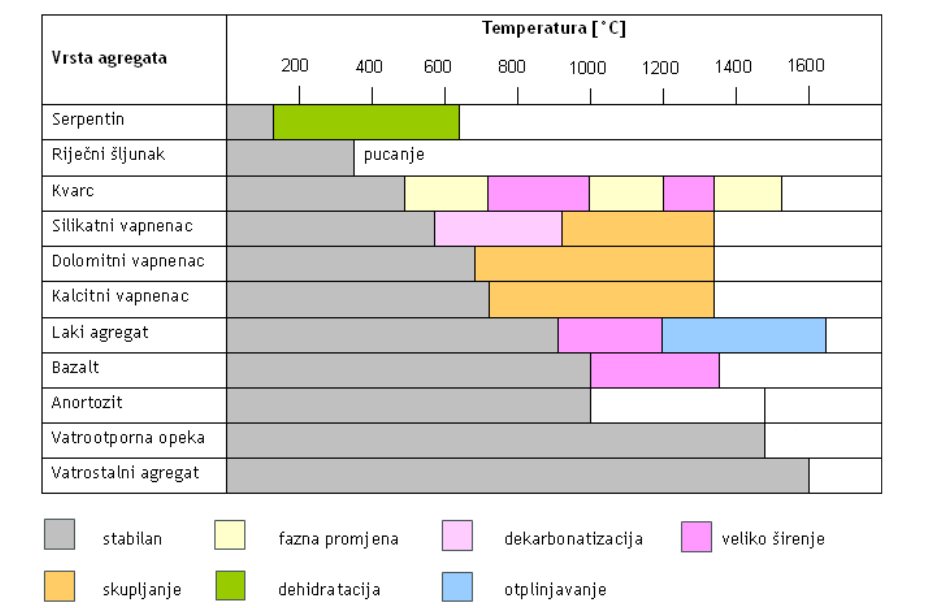 Temperatura [°C]
Vrsta agregata
200 400 600 800 1000 1200 1400 1600
Serpentin
Riječni šljunak pucanje
Kvarc
Silikatni vapnenac
Dolomitni vapnenac
Kalcitni vapnenac
Laki agregat
Bazalt
Anortozit
Vatrootporna opeka
Vatrostalni agregat
stabilan fazna promjena dekarbonatizacija veliko širenje
skupljanje dehidratacija otplinjavanje